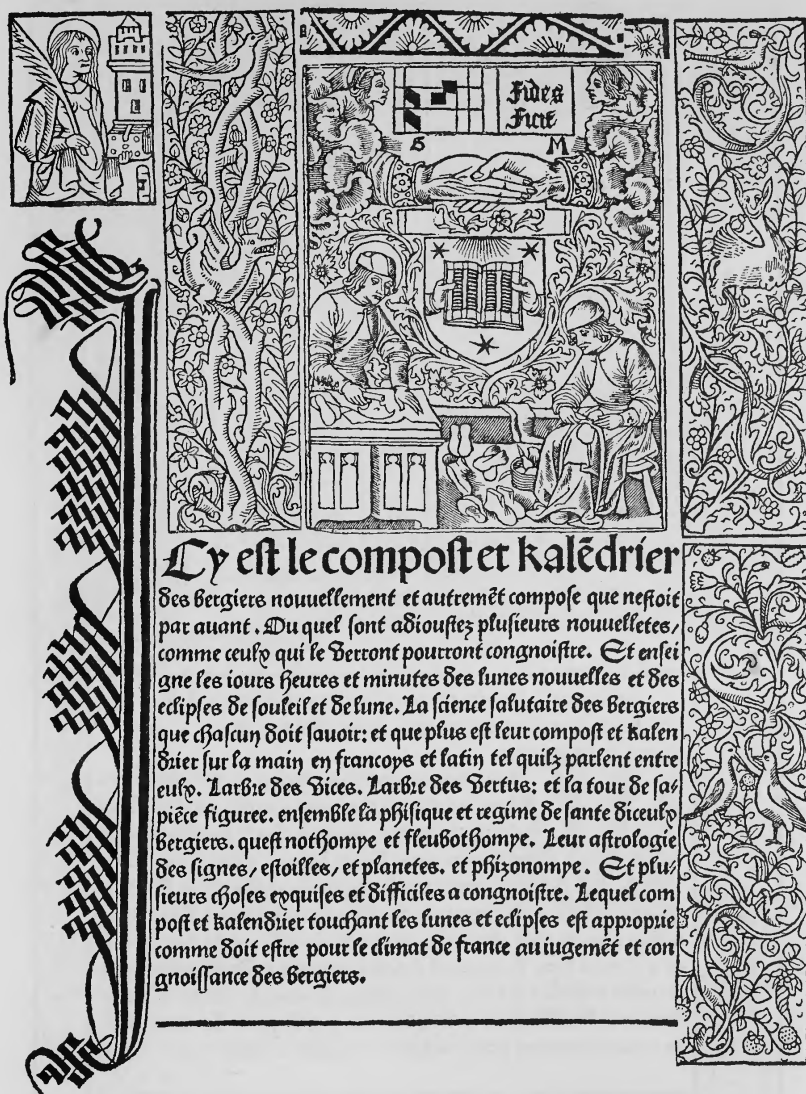 Fides
Ficit
S M
Cy est le compost et kalēdrier
des bergiers nouuellement et autremēt compose que nestoit
par auant. Du quel sont adioustez plusieurs nouuelletes/
comme ceulx qui le verront pourront congnoistre. Et ensei
gne les iours heures et minutes des lunes nouuelles et des
eclipses de souleil et de lune. La science salutaire des bergiers
que chascun doit sauoir: et que plus est leur compost et kalen
drier sur la main en francoys et latin tel quilz parlent entre
eulx. Larbre des vices. Larbre des vertus: et la tour de sa/
piēce figuree. ensemble la phisique et regime de sante diceulx
bergiers. quest nothomye et fleubothomye. Leur astrologie
des signes/ estoilles/ et planetes. et phizonomye. Et plu/
sieurs choses exquises et difficiles a congnoistre. Lequel com
post et kalendrier touchant les lunes et eclipses est approprie
comme doit estre pour le climat de france au iugemēt et con
gnoissance des bergiers.